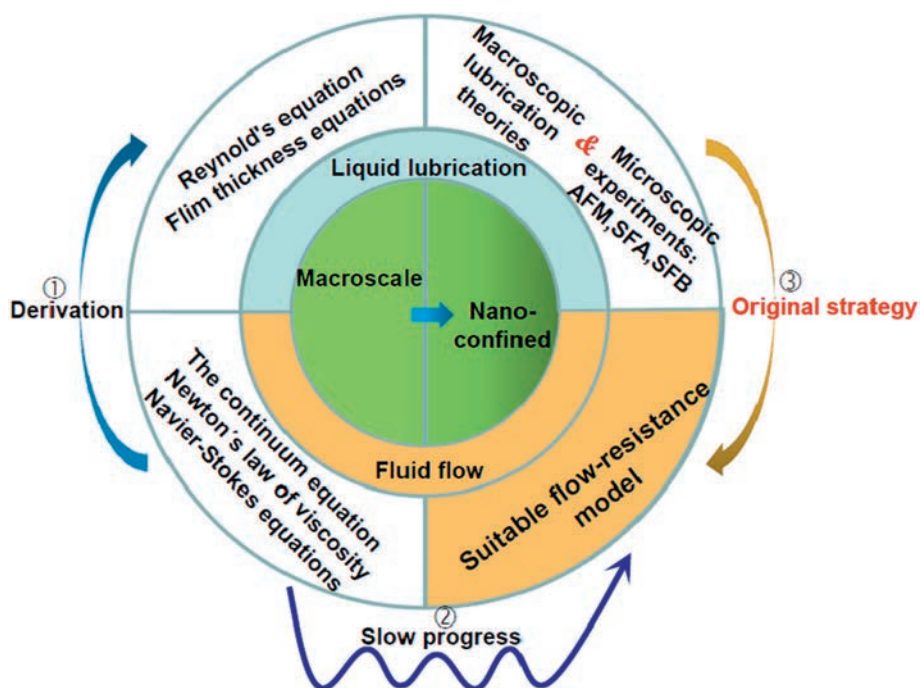 Reynold's equation
Flim thickness equations
Macroscopic
lubrication
theories
&
Microscopic
experiments:
AFM,SFA,SFB
Liquid lubrication
Macroscale
Nano-
confined
①
Derivation
③
Original strategy
The continuum equation
Newton's law of viscosity
Navier-Stokes equations
Fluid flow
Suitable flow-resistance
model
②
Slow progress